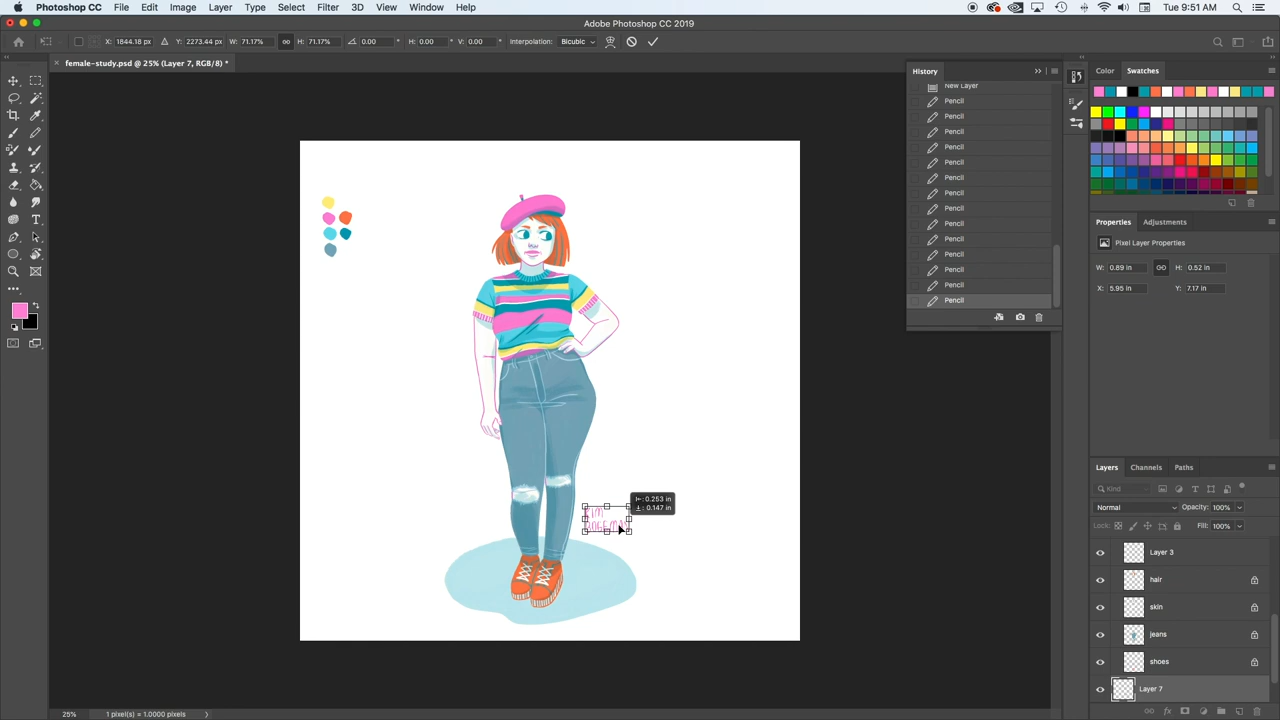 Photoshop CC File Edit Image Layer Type Select Filter 3D View Window Help Tue 9:51 AM
Adobe Photoshop CC 2019
X: 1844.18 px Y: 2273.44 px W: 71.17% H: 71.17% 0.00 ° H: 0.00 ° V: 0.00 ° Interpolation: Bicubic
× female-study.psd @ 25% (Layer 7, RGB/8) *
History
New Layer
Pencil
Pencil
Pencil
Pencil
Pencil
Pencil
Pencil
Pencil
Pencil
Pencil
Pencil
Pencil
Pencil
Pencil
Color Swatches
Properties Adjustments
Pixel Layer Properties
W: 0.89 in H: 0.52 in
X: 5.95 in Y: 7.17 in
KIM
: 0.253 in
: 0.147 in
Layers Channels Paths
Kind
Normal Opacity: 100%
Lock: Fill: 100%
Layer 3
hair
skin
jeans
shoes
Layer 7
25% 1 pixel(s) = 1.0000 pixels